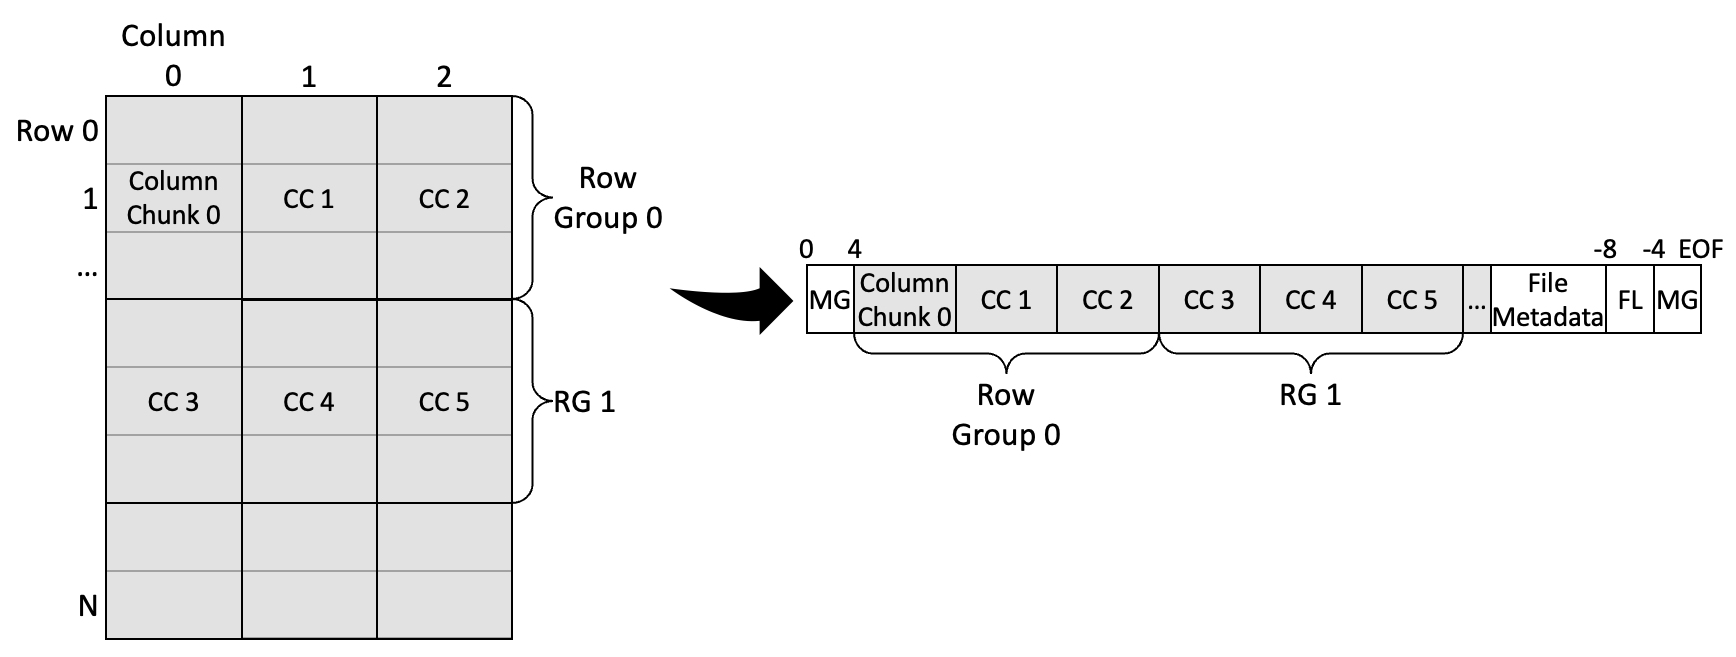 Column
0 1 2
Row 0
1
...
N
Column
Chunk 0
CC 1
CC 2
CC 3
CC 4
CC 5
Row
Group 0
RG 1
0 4 -8 -4 EOF
MG
Column
Chunk 0
CC 1
CC 2
CC 3
CC 4
CC 5
...
File
Metadata
FL
MG
Row
Group 0
RG 1